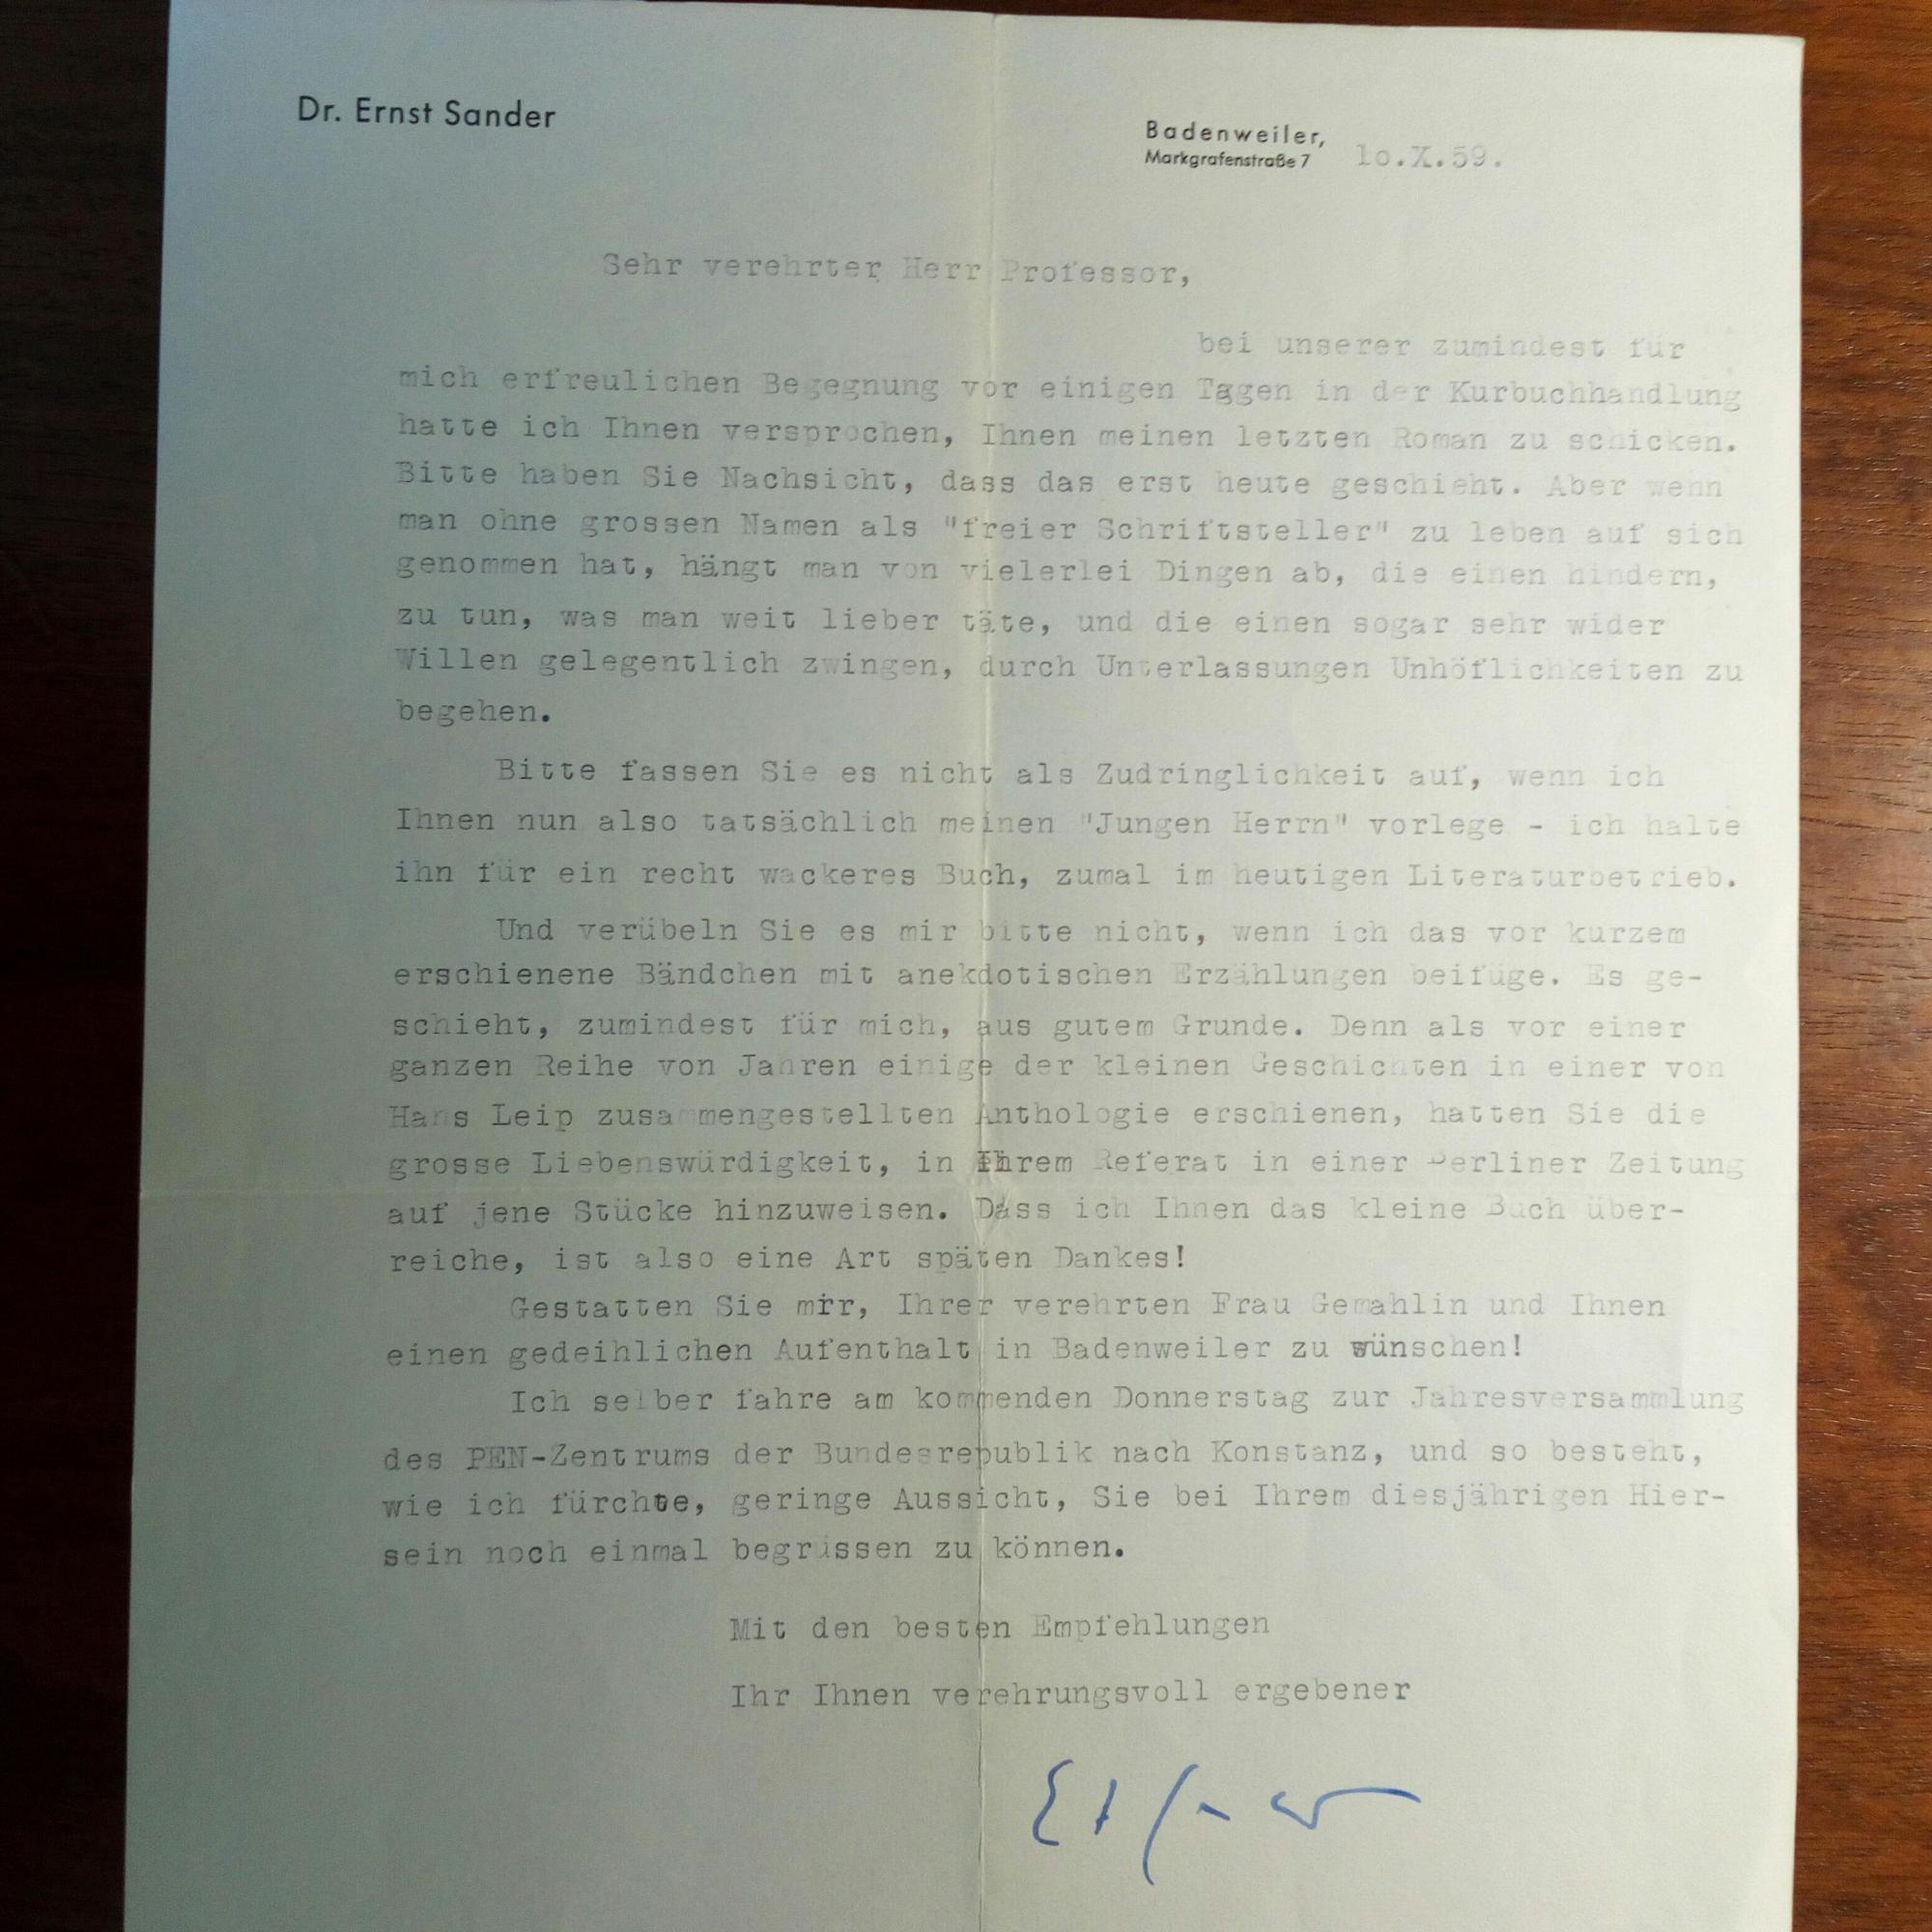 Dr. Ernst Sander
Badenweiler,
Markgrafenstraße 7 10.X.59.
Sehr verehrter Herr Professor,
bei unserer zumindest für
mich erfreulichen Begegnung vor einigen Tagen in der Kurbuchhandlung
hatte ich Ihnen versprochen, Ihnen meinen letzten Roman zu schicken.
Bitte haben Sie Nachsicht, dass das erst heute geschieht. Aber wenn
man ohne grossen Namen als "freier Schriftsteller" zu leben auf sich
genommen hat, hängt man von vielerlei Dingen ab, die einen hindern,
zu tun, was man weit lieber täte, und die einen sogar sehr wider
Willen gelegentlich zwingen, durch Unterlassungen Unhöflichkeiten zu
begehen.
Bitte fassen Sie es nicht als Zudringlichkeit auf, wenn ich
Ihnen nun also tatsächlich meinen "Jungen Herrn" vorlege - ich halte
ihn für ein recht wackeres Buch, zumal im heutigen Literaturbetrieb.
Und verübeln Sie es mir bitte nicht, wenn ich das vor kurzem
erschienene Bändchen mit anekdotischen Erzählungen beifüge. Es ge-
schieht, zumindest für mich, aus gutem Grunde. Denn als vor einer
ganzen Reihe von Jahren einige der kleinen Geschichten in einer von
Hans Leip zusammengestellten Anthologie erschienen, hatten Sie die
grosse Liebenswürdigkeit, in Ihrem Referat in einer Berliner Zeitung
auf jene Stücke hinzuweisen. Dass ich Ihnen das kleine Buch über-
reiche, ist also eine Art späten Dankes!
Gestatten Sie mir, Ihrer verehrten Frau Gemahlin und Ihnen
einen gedeihlichen Aufenthalt in Badenweiler zu wünschen!
Ich selber fahre am kommenden Donnerstag zur Jahresversammlung
des PEN-Zentrums der Bundesrepublik nach Konstanz, und so besteht,
wie ich fürchte, geringe Aussicht, Sie bei Ihrem diesjährigen Hier-
sein noch einmal begrüssen zu können.
Mit den besten Empfehlungen
Ihr Ihnen verehrungsvoll ergebener